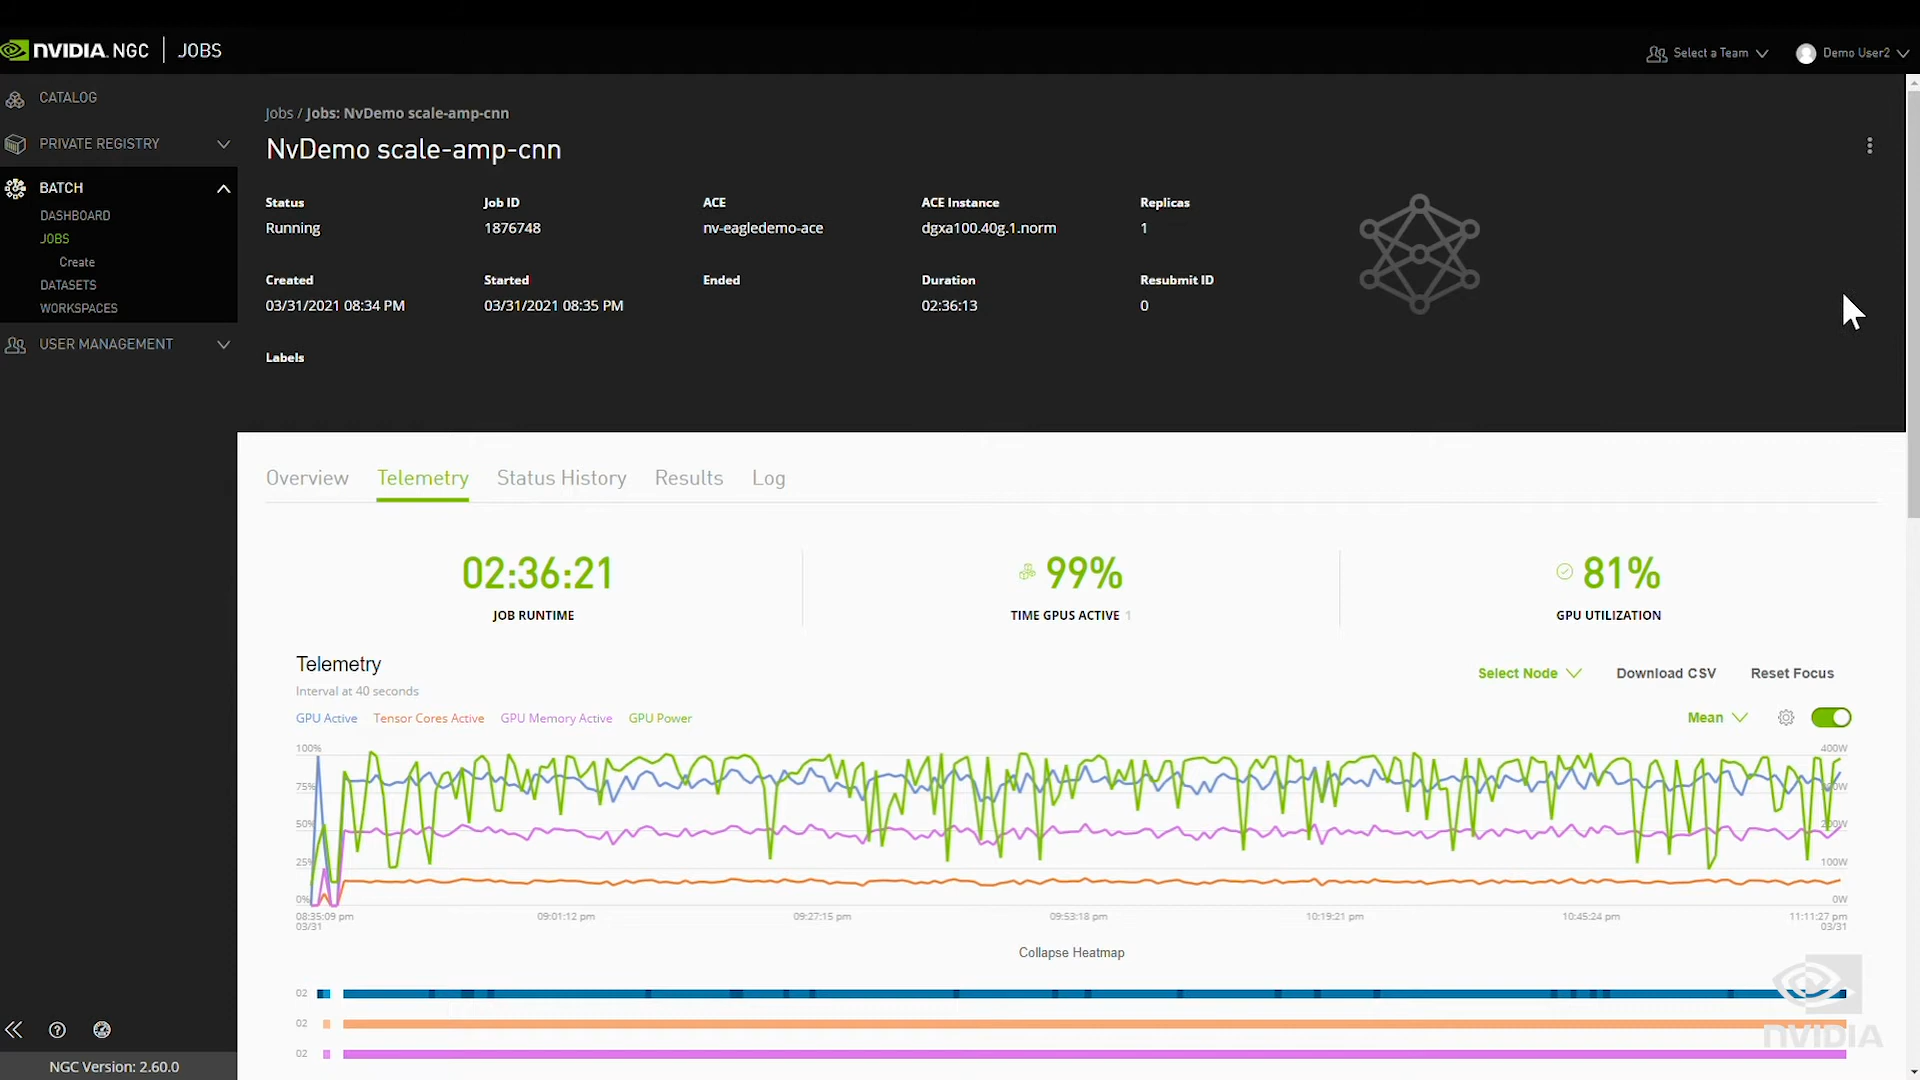 NVIDIA. NGC | JOBS
Select a Team
Demo User2
CATALOG
PRIVATE REGISTRY
BATCH
DASHBOARD
JOBS
Create
DATASETS
WORKSPACES
USER MANAGEMENT
Jobs / Jobs: NvDemo scale-amp-cnn
NvDemo scale-amp-cnn
Status
Job ID
ACE
ACE Instance
Replicas
Running
1876748
nv-eagledemo-ace
dgxa100.40g.1.norm
1
Created
Started
Ended
Duration
Resubmit ID
03/31/2021 08:34 PM
03/31/2021 08:35 PM
02:36:13
0
Labels
Overview
Telemetry
Status History
Results
Log
02:36:21
JOB RUNTIME
99%
TIME GPUS ACTIVE 1
81%
GPU UTILIZATION
Telemetry
Interval at 40 seconds
Select Node
Download CSV
Reset Focus
GPU Active
Tensor Cores Active
GPU Memory Active
GPU Power
Mean
100%
400W
75%
50%
200W
25%
100W
0%
0W
08:35:09 pm
03/31
09:01:12 pm
09:27:15 pm
09:53:18 pm
10:19:21 pm
10:45:24 pm
11:11:27 pm
03/31
Collapse Heatmap
02
02
02
NVIDIA
NGC Version: 2.60.0